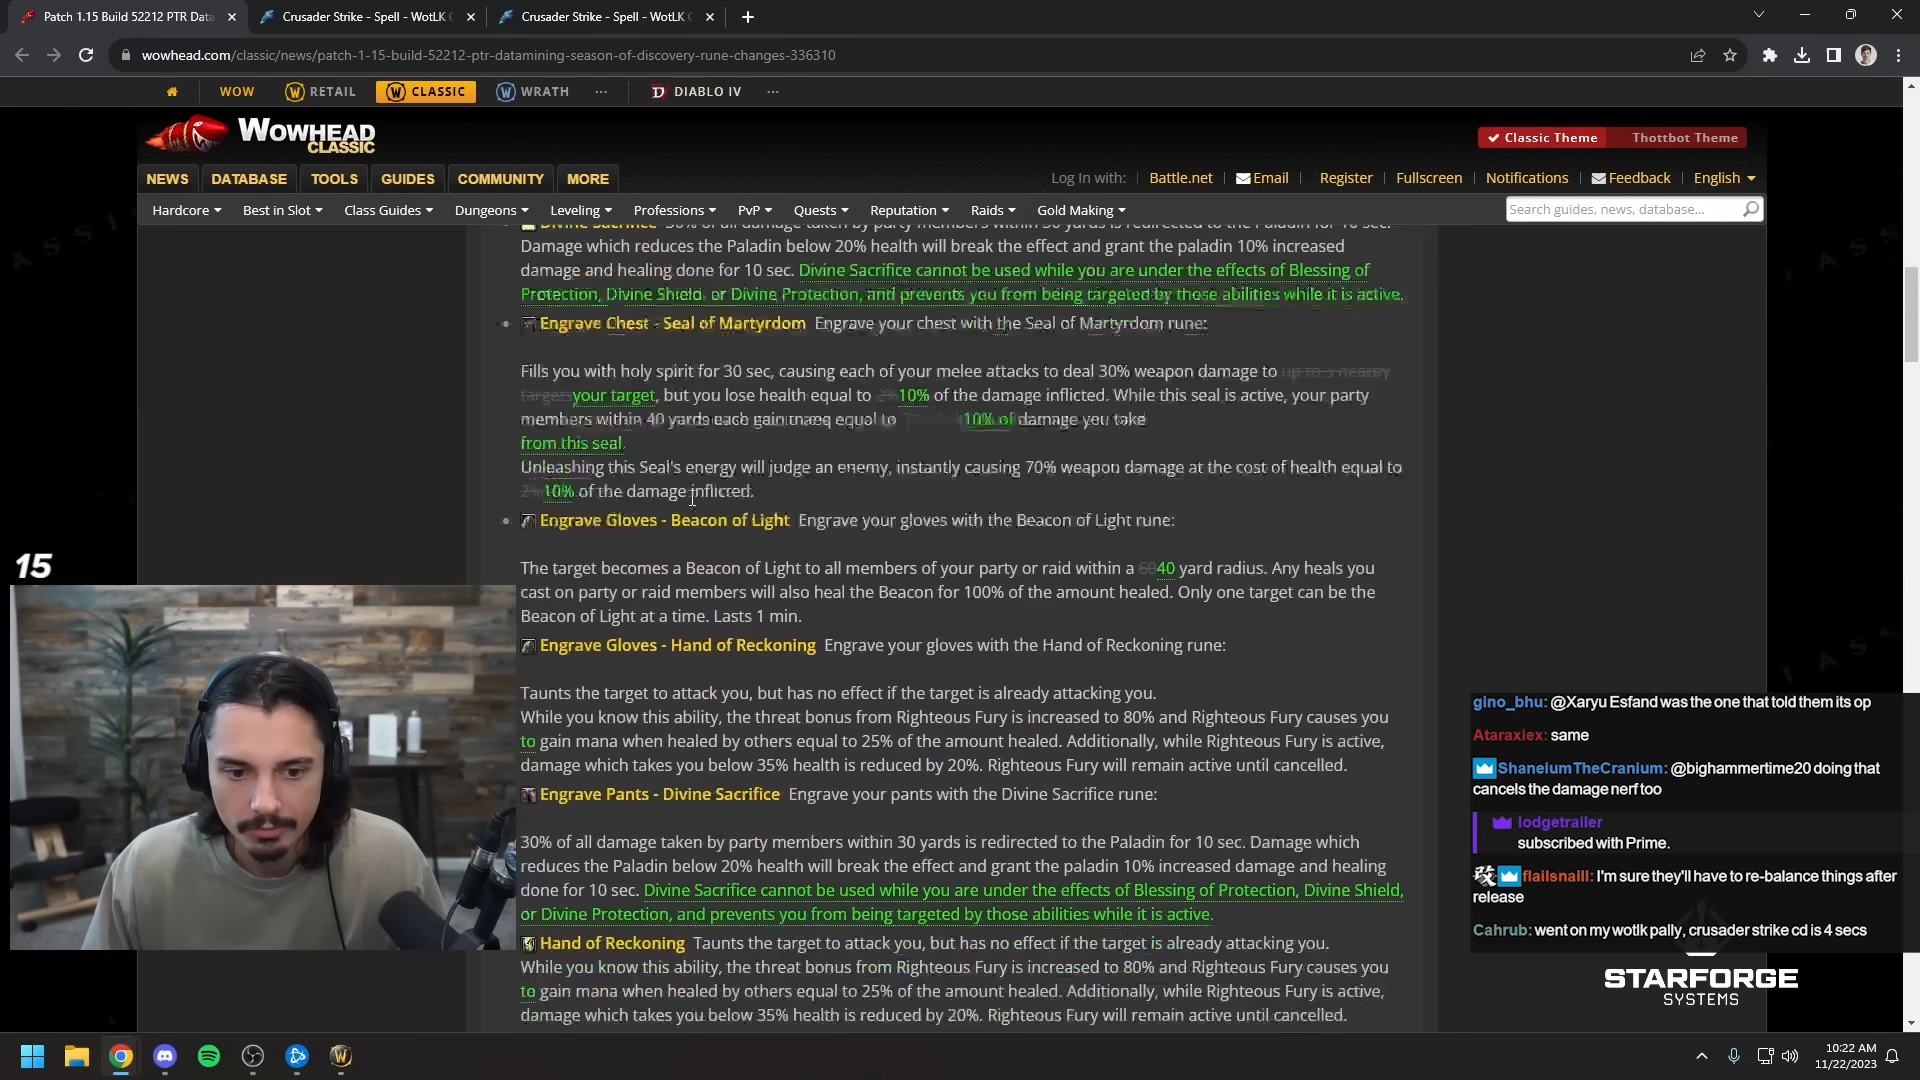 Patch 1.15 Build 52212 PTR Data
Crusader Strike - Spell - WotLK C
Crusader Strike - Spell - WotLK C
wowhead.com/classic/news/patch-1-15-build-52212-ptr-datamining-season-of-discovery-rune-changes-336310
WOW RETAIL CLASSIC WRATH ... DIABLO IV ...
WOWHEAD CLASSIC
Classic Theme Thottbot Theme
NEWS DATABASE TOOLS GUIDES COMMUNITY MORE
Log In with: Battle.net Email Register Fullscreen Notifications Feedback English
Hardcore Best in Slot Class Guides Dungeons Leveling Professions PvP Quests Reputation Raids Gold Making
Search guides, news, database...
Divine Sacrifice 30% of all damage taken by party members within 30 yards is redirected to the Paladin for 10 sec.
Damage which reduces the Paladin below 20% health will break the effect and grant the paladin 10% increased
damage and healing done for 10 sec. Divine Sacrifice cannot be used while you are under the effects of Blessing of
Protection, Divine Shield, or Divine Protection, and prevents you from being targeted by those abilities while it is active.
Engrave Chest - Seal of Martyrdom Engrave your chest with the Seal of Martyrdom rune:
Fills you with holy spirit for 30 sec, causing each of your melee attacks to deal 30% weapon damage to up to 3 nearby
targets your target, but you lose health equal to 2% 10% of the damage inflicted. While this seal is active, your party
members within 40 yards each gain mana equal to 10% of damage you take
from this seal.
Unleashing this Seal's energy will judge an enemy, instantly causing 70% weapon damage at the cost of health equal to
2% 10% of the damage inflicted.
Engrave Gloves - Beacon of Light Engrave your gloves with the Beacon of Light rune:
The target becomes a Beacon of Light to all members of your party or raid within a 60 40 yard radius. Any heals you
cast on party or raid members will also heal the Beacon for 100% of the amount healed. Only one target can be the
Beacon of Light at a time. Lasts 1 min.
Engrave Gloves - Hand of Reckoning Engrave your gloves with the Hand of Reckoning rune:
Taunts the target to attack you, but has no effect if the target is already attacking you.
While you know this ability, the threat bonus from Righteous Fury is increased to 80% and Righteous Fury causes you
to gain mana when healed by others equal to 25% of the amount healed. Additionally, while Righteous Fury is active,
damage which takes you below 35% health is reduced by 20%. Righteous Fury will remain active until cancelled.
Engrave Pants - Divine Sacrifice Engrave your pants with the Divine Sacrifice rune:
30% of all damage taken by party members within 30 yards is redirected to the Paladin for 10 sec. Damage which
reduces the Paladin below 20% health will break the effect and grant the paladin 10% increased damage and healing
done for 10 sec. Divine Sacrifice cannot be used while you are under the effects of Blessing of Protection, Divine Shield,
or Divine Protection, and prevents you from being targeted by those abilities while it is active.
Hand of Reckoning Taunts the target to attack you, but has no effect if the target is already attacking you.
While you know this ability, the threat bonus from Righteous Fury is increased to 80% and Righteous Fury causes you
to gain mana when healed by others equal to 25% of the amount healed. Additionally, while Righteous Fury is active,
damage which takes you below 35% health is reduced by 20%. Righteous Fury will remain active until cancelled.
15
gino_bhu: @Xaryu Esfand was the one that told them its op
Ataraxiex: same
ShaneiumTheCranium: @bighammertime20 doing that
cancels the damage nerf too
lodgetrailer
subscribed with Prime.
flailsnaill: I'm sure they'll have to re-balance things after
release
Cahrub: went on my wotlk pally, crusader strike cd is 4 secs
STARFORGE
SYSTEMS
10:22 AM
11/22/2023